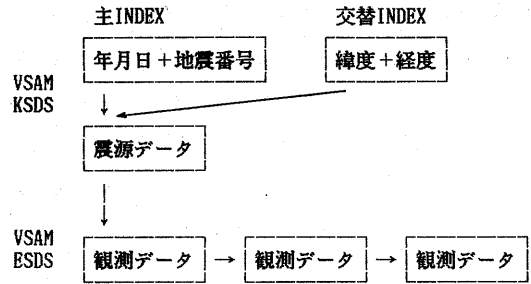 主INDEX 交替INDEX
年月日＋地震番号 緯度＋経度
VSAM
KSDS
↓
震源データ
↓
VSAM
ESDS
観測データ → 観測データ → 観測データ